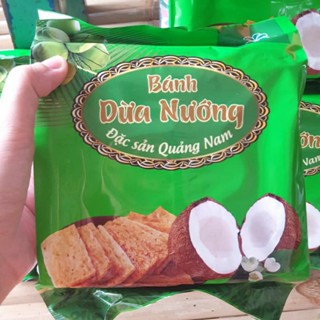 Bánh
Dừa Nướng
Đặc sản Quảng Nam